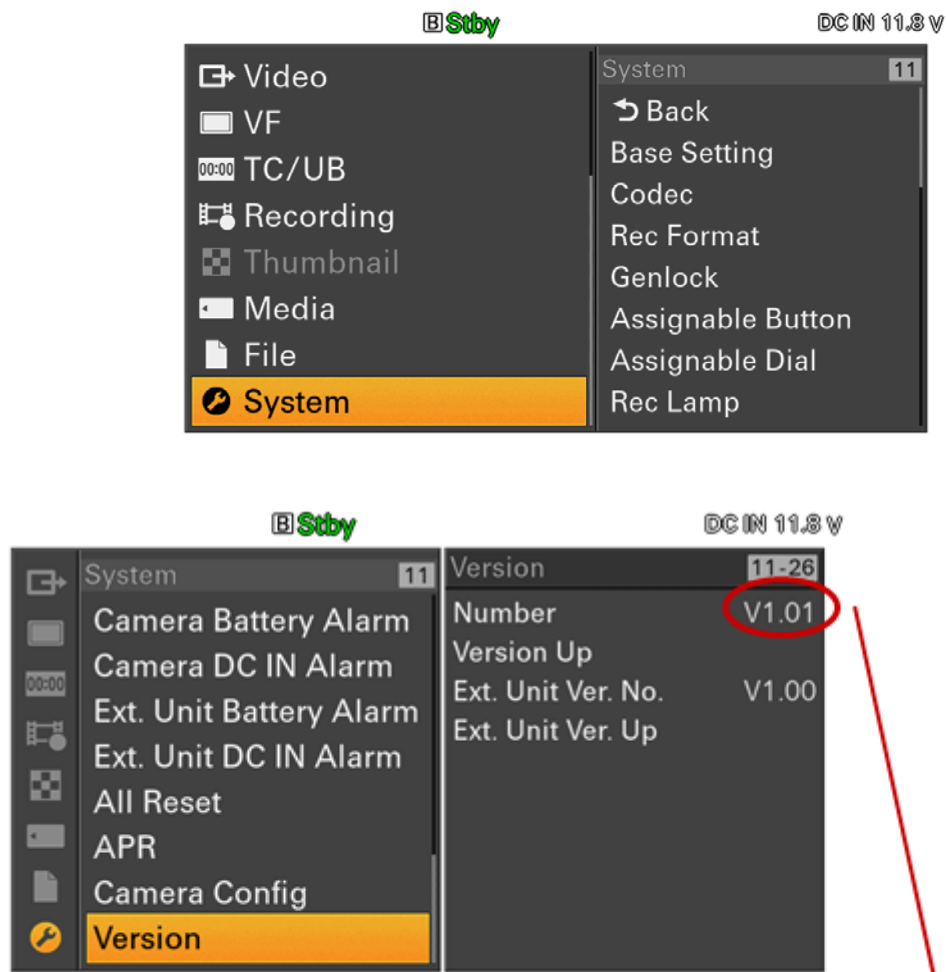 B Stby
DC IN 11.8 V
Video
VF
00:00 TC/UB
Recording
Thumbnail
Media
File
System
System 11
Back
Base Setting
Codec
Rec Format
Genlock
Assignable Button
Assignable Dial
Rec Lamp
B Stby
DC IN 11.8 V
00:00
System 11
Camera Battery Alarm
Camera DC IN Alarm
Ext. Unit Battery Alarm
Ext. Unit DC IN Alarm
All Reset
APR
Camera Config
Version
Version 11-26
Number V1.01
Version Up
Ext. Unit Ver. No. V1.00
Ext. Unit Ver. Up